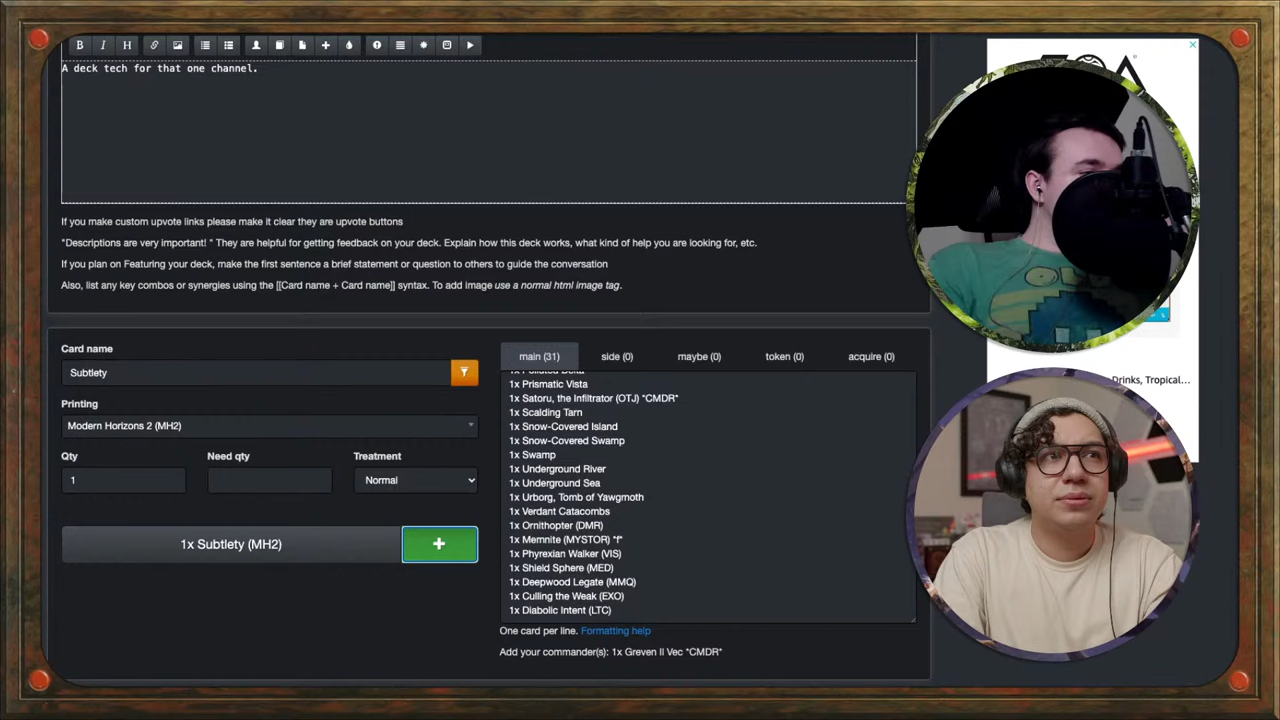 B I H
A deck tech for that one channel.
If you make custom upvote links please make it clear they are upvote buttons
"Descriptions are very important! " They are helpful for getting feedback on your deck. Explain how this deck works, what kind of help you are looking for, etc.
If you plan on Featuring your deck, make the first sentence a brief statement or question to others to guide the conversation
Also, list any key combos or synergies using the [[Card name + Card name]] syntax. To add image use a normal html image tag.
Card name
Subtlety
Printing
Modern Horizons 2 (MH2)
Qty Need qty Treatment
1 Normal
1x Subtlety (MH2) +
main (31) side (0) maybe (0) token (0) acquire (0)
1x Polluted Delta
1x Prismatic Vista
1x Satoru, the Infiltrator (OTJ) *CMDR*
1x Scalding Tarn
1x Snow-Covered Island
1x Snow-Covered Swamp
1x Swamp
1x Underground River
1x Underground Sea
1x Urborg, Tomb of Yawgmoth
1x Verdant Catacombs
1x Ornithopter (DMR)
1x Memnite (MYSTOR) *f*
1x Phyrexian Walker (VIS)
1x Shield Sphere (MED)
1x Deepwood Legate (MMQ)
1x Culling the Weak (EXO)
1x Diabolic Intent (LTC)
One card per line. Formatting help
Add your commander(s): 1x Greven Il Vec *CMDR*
Drinks, Tropical...